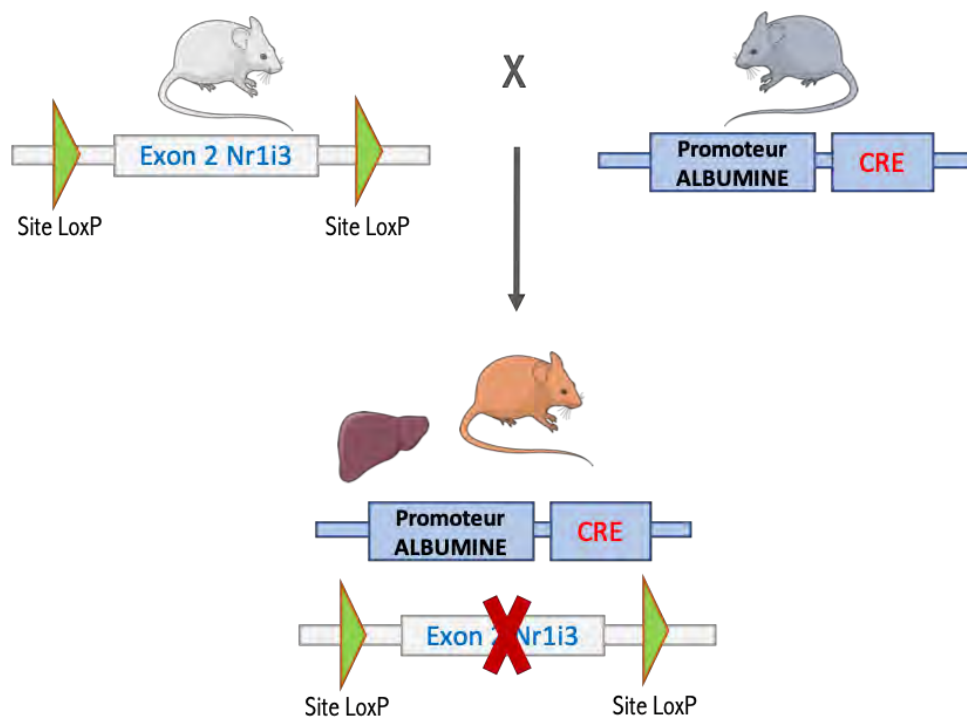 X
Exon 2 Nr1i3
Site LoxP
Site LoxP
Promoteur
ALBUMINE
CRE
Promoteur
ALBUMINE
CRE
Exon 2 Nr1i3
Site LoxP
Site LoxP